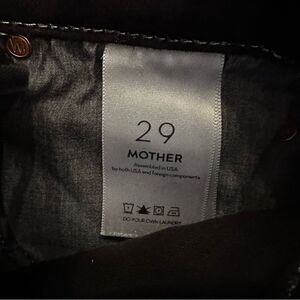 29
MOTHER
Assembled in USA
by both USA and foreign components
DO YOUR OWN LAUNDRY